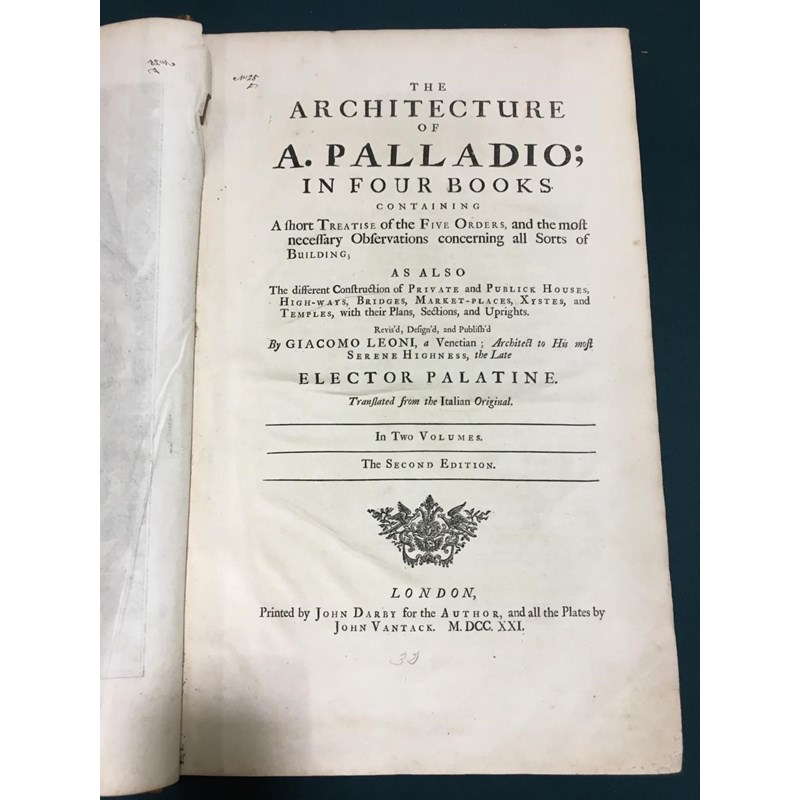 Nº 25
THE
ARCHITECTURE
OF
A. PALLADIO;
IN FOUR BOOKS
CONTAINING
A ſhort TREATISE of the FIVE ORDERS, and the moſt
neceſſary Obſervations concerning all Sorts of
BUILDING;
AS ALSO
The different Conſtruction of PRIVATE and PUBLICK HOUSES,
HIGH-WAYS, BRIDGES, MARKET-PLACES, XYSTES, and
TEMPLES, with their Plans, Sections, and Uprights.
Revis'd, Deſign'd, and Publiſh'd
By GIACOMO LEONI, a Venetian; Architect to His moſt
SERENE HIGHNESS, the Late
ELECTOR PALATINE.
Tranſlated from the Italian Original.
In TWO VOLUMES.
The SECOND EDITION.
LONDON,
Printed by JOHN DARBY for the AUTHOR, and all the Plates by
JOHN VANTACK. M.DCC.XXI.